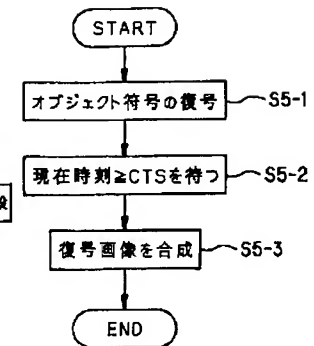 START
オブジェクト符号の復号 S5-1
現在時刻≧CTSを待つ S5-2
段
復号画像を合成 S5-3
END